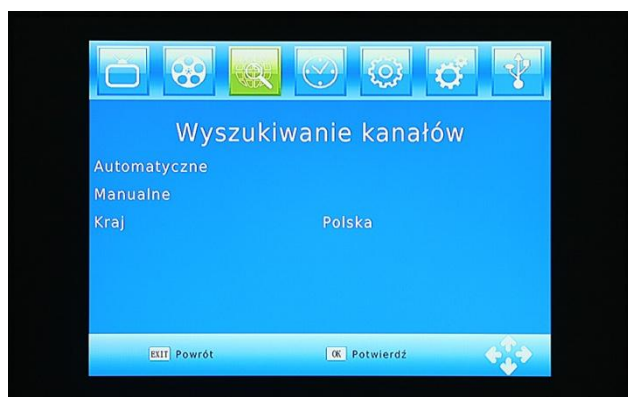 Wyszukiwanie kanałów
Automatyczne
Manualne
Kraj Polska
EXIT Powrót OK Potwierdź